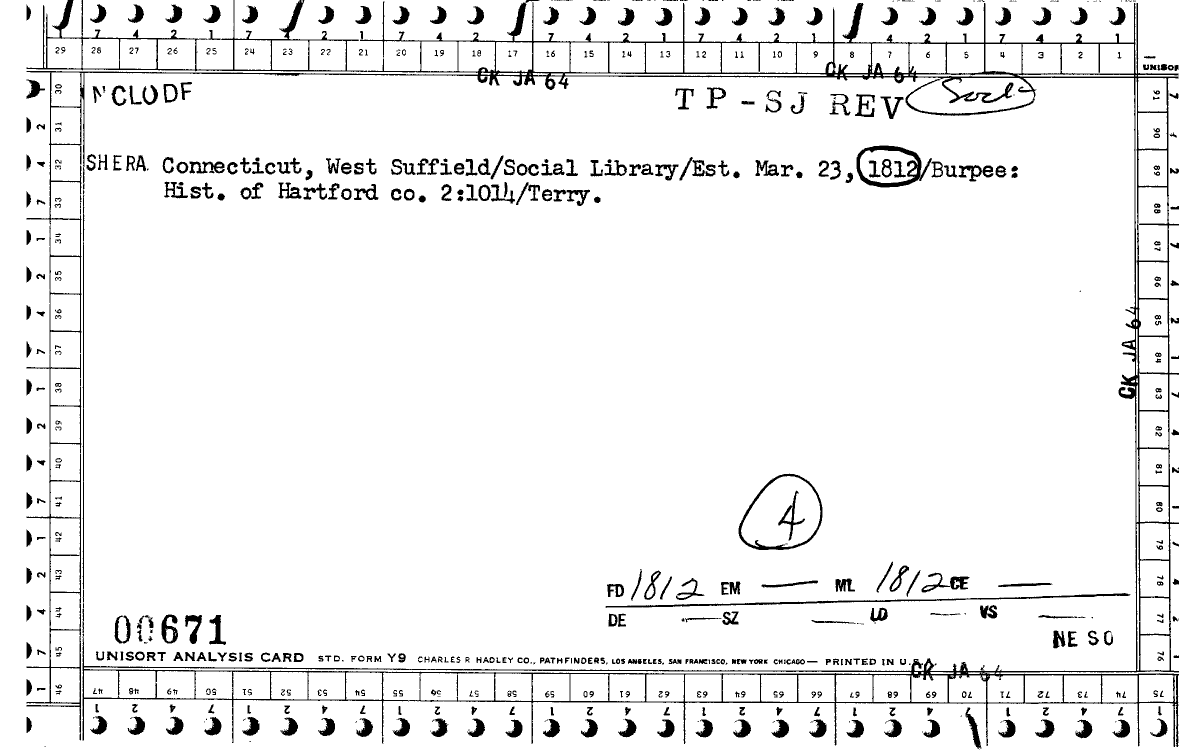 7 4 2 1 7 4 2 1 7 4 2 1 7 4 2 1 7 4 2 1 7 4 2 1 7 4 2 1
29 28 27 26 25 24 23 22 21 20 19 18 17 16 15 14 13 12 11 10 9 8 7 6 5 4 3 2 1
UNISOR
CK JA 64 CK JA 64
NCLODF TP-SJ REV
SHERA Connecticut, West Suffield/Social Library/Est. Mar. 23, 1812/Burpee:
Hist. of Hartford co. 2:1014/Terry.
30 31 32 33 34 35 36 37 38 39 40 41 42 43 44 45 46
91 90 89 88 87 86 85 84 83 82 81 80 79 78 77 76
CK JA 64
4
FD 1812 EM — ML 1812 CE —
DE — SZ — LD — VS —
NE SO
00671
UNISORT ANALYSIS CARD STD. FORM Y9 CHARLES R HADLEY CO., PATHFINDERS, LOS ANGELES, SAN FRANCISCO, NEW YORK CHICAGO — PRINTED IN U.S.A.
CK JA 64
47 48 49 50 51 52 53 54 55 56 57 58 59 60 61 62 63 64 65 66 67 68 69 70 71 72 73 74 75
1 2 4 7 1 2 4 7 1 2 4 7 1 2 4 7 1 2 4 7 1 2 4 7 1 2 4 7 1